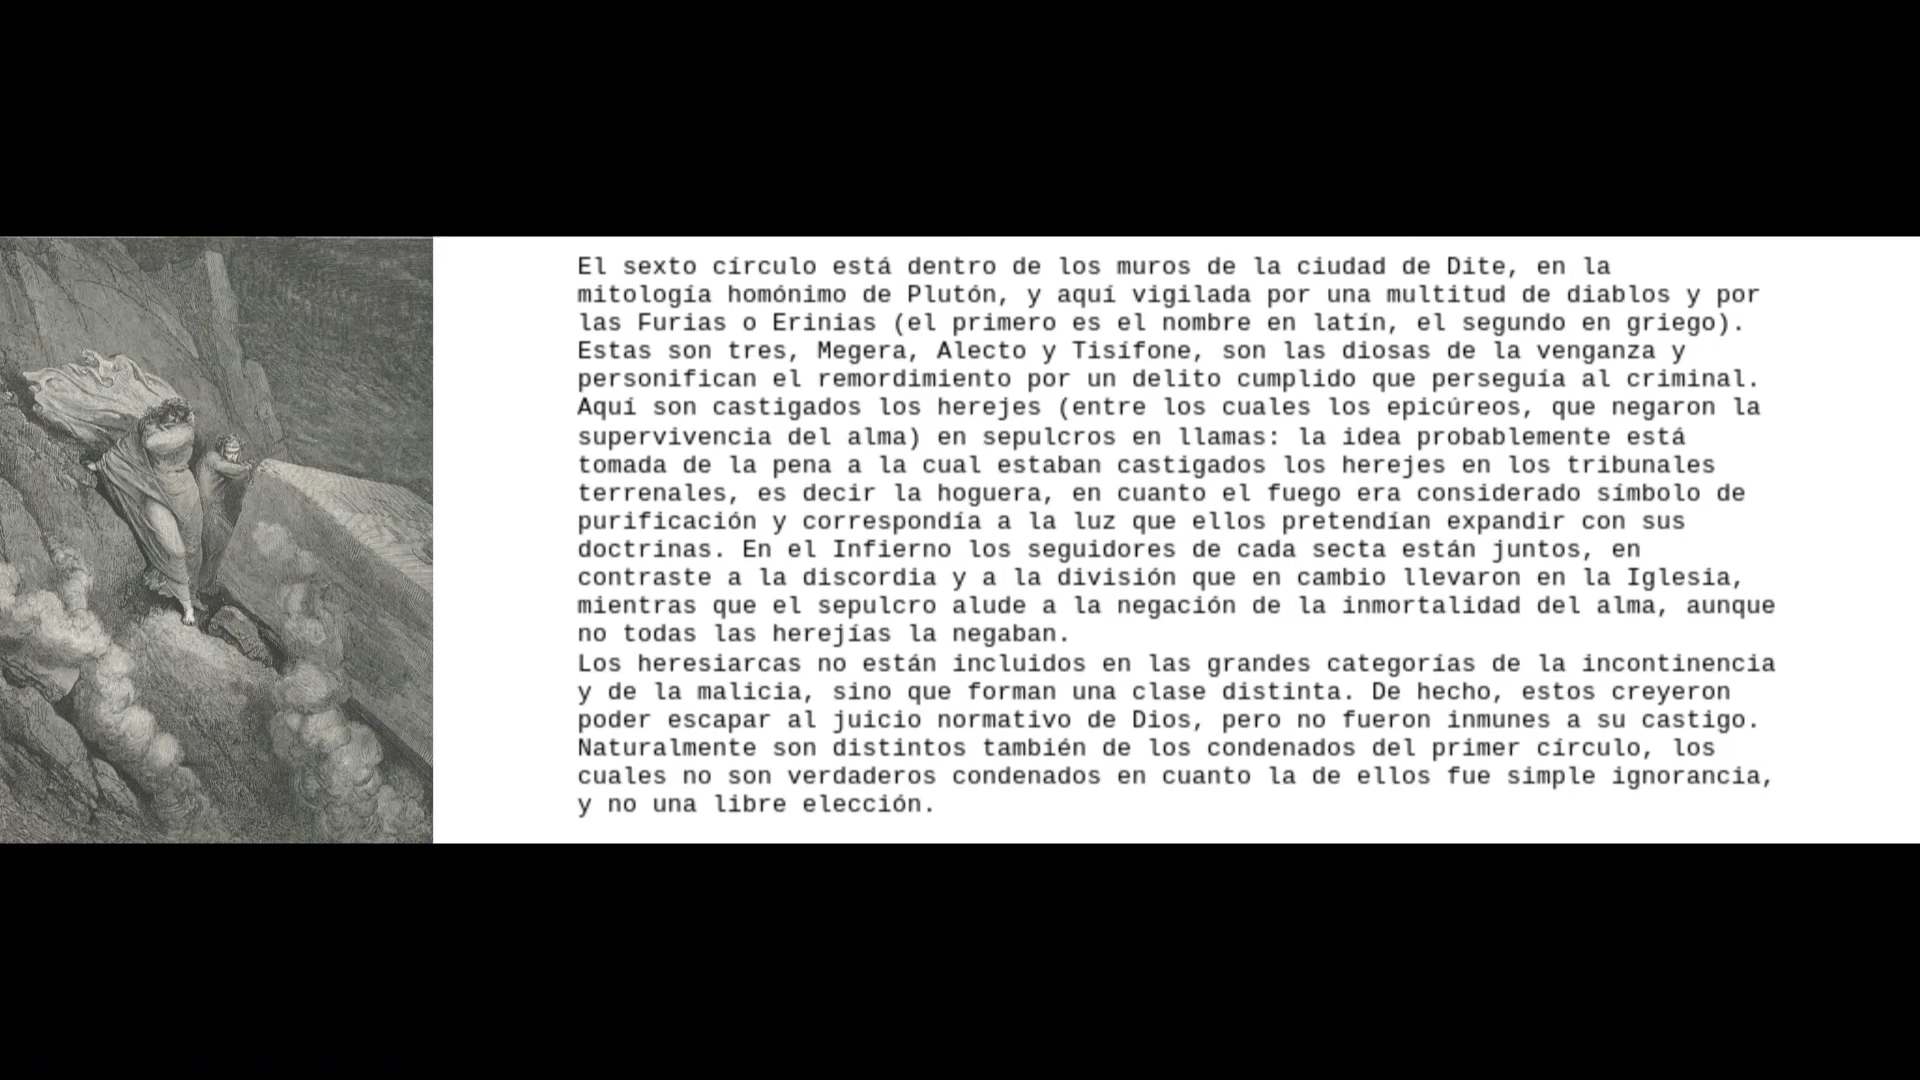 El sexto círculo está dentro de los muros de la ciudad de Dite, en la
mitología homónimo de Plutón, y aquí vigilada por una multitud de diablos y por
las Furias o Erinias (el primero es el nombre en latín, el segundo en griego).
Estas son tres, Megera, Alecto y Tisífone, son las diosas de la venganza y
personifican el remordimiento por un delito cumplido que perseguía al criminal.
Aquí son castigados los herejes (entre los cuales los epicúreos, que negaron la
supervivencia del alma) en sepulcros en llamas: la idea probablemente está
tomada de la pena a la cual estaban castigados los herejes en los tribunales
terrenales, es decir la hoguera, en cuanto el fuego era considerado símbolo de
purificación y correspondía a la luz que ellos pretendían expandir con sus
doctrinas. En el Infierno los seguidores de cada secta están juntos, en
contraste a la discordia y a la división que en cambio llevaron en la Iglesia,
mientras que el sepulcro alude a la negación de la inmortalidad del alma, aunque
no todas las herejías la negaban.
Los heresiarcas no están incluidos en las grandes categorías de la incontinencia
y de la malicia, sino que forman una clase distinta. De hecho, estos creyeron
poder escapar al juicio normativo de Dios, pero no fueron inmunes a su castigo.
Naturalmente son distintos también de los condenados del primer círculo, los
cuales no son verdaderos condenados en cuanto la de ellos fue simple ignorancia,
y no una libre elección.